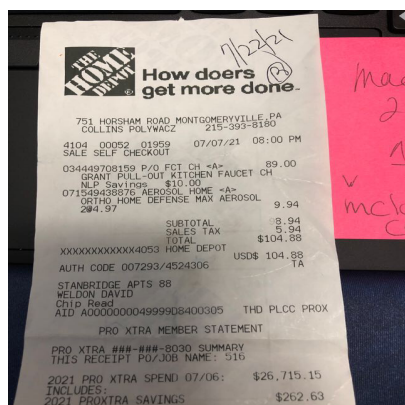 7/22/21
THE
HOME
DEPOT
How doers
get more done
751 HORSHAM ROAD MONTGOMERYVILLE,PA
COLLINS POLYWACZ 215-393-8180
4104 00052 01959 07/07/21 08:00 PM
SALE SELF CHECKOUT
034449708159 P/O FCT CH <A> 89.00
GRANT PULL-OUT KITCHEN FAUCET CH
NLP Savings $10.00
071549438876 AEROSOL HOME <A>
ORTHO HOME DEFENSE MAX AEROSOL
2@4.97 9.94
SUBTOTAL 98.94
SALES TAX 5.94
TOTAL $104.88
XXXXXXXXXXXX4053 HOME DEPOT
USD$ 104.88
AUTH CODE 007293/4524306 TA
STANBRIDGE APTS 88
WELDON DAVID
Chip Read
AID A0000000049999D8400305 THD PLCC PROX
PRO XTRA MEMBER STATEMENT
PRO XTRA ###-###-8030 SUMMARY
THIS RECEIPT PO/JOB NAME: 516
2021 PRO XTRA SPEND 07/06: $26,715.15
INCLUDES:
2021 PROXTRA SAVINGS $262.63